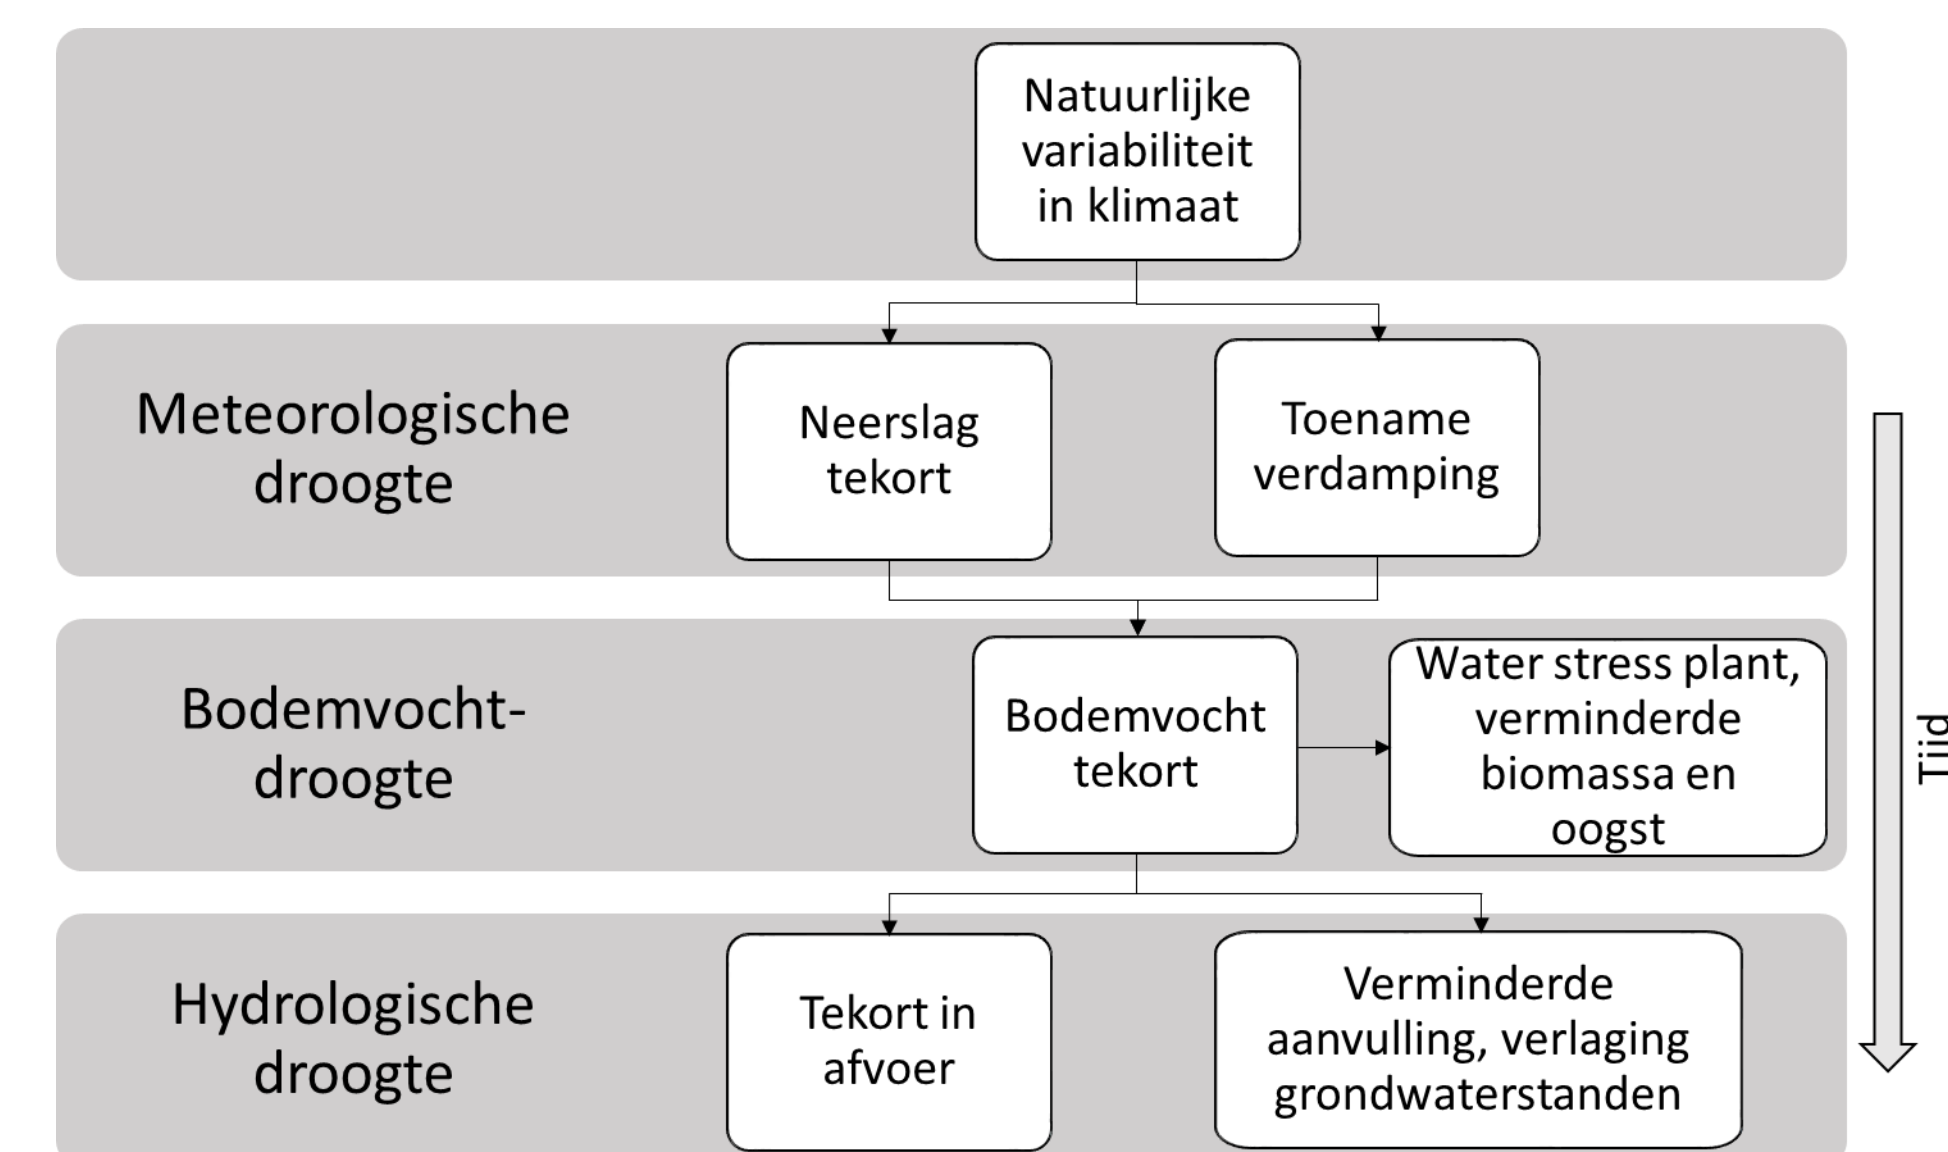 Natuurlijke
variabiliteit
in klimaat
Meteorologische
droogte
Neerslag
tekort
Toename
verdamping
Bodemvocht-
droogte
Bodemvocht
tekort
Water stress plant,
verminderde
biomassa en
oogst
Tijd
Hydrologische
droogte
Tekort in
afvoer
Verminderde
aanvulling, verlaging
grondwaterstanden